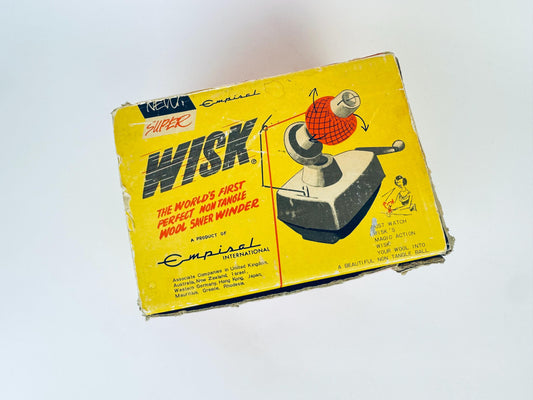 NEW!
Empisal
SUPER
WISK®
THE WORLD'S FIRST
PERFECT NON TANGLE
WOOL SAVER WINDER
A PRODUCT OF
Empisal
INTERNATIONAL
Associate Companies in United Kingdom,
Australia, New Zealand, Israel,
Western Germany, Hong Kong, Japan,
Mauritius, Greece, Rhodesia.
JUST WATCH
WISK'S
MAGIC ACTION
WISK
YOUR WOOL INTO
A BEAUTIFUL NON TANGLE BALL